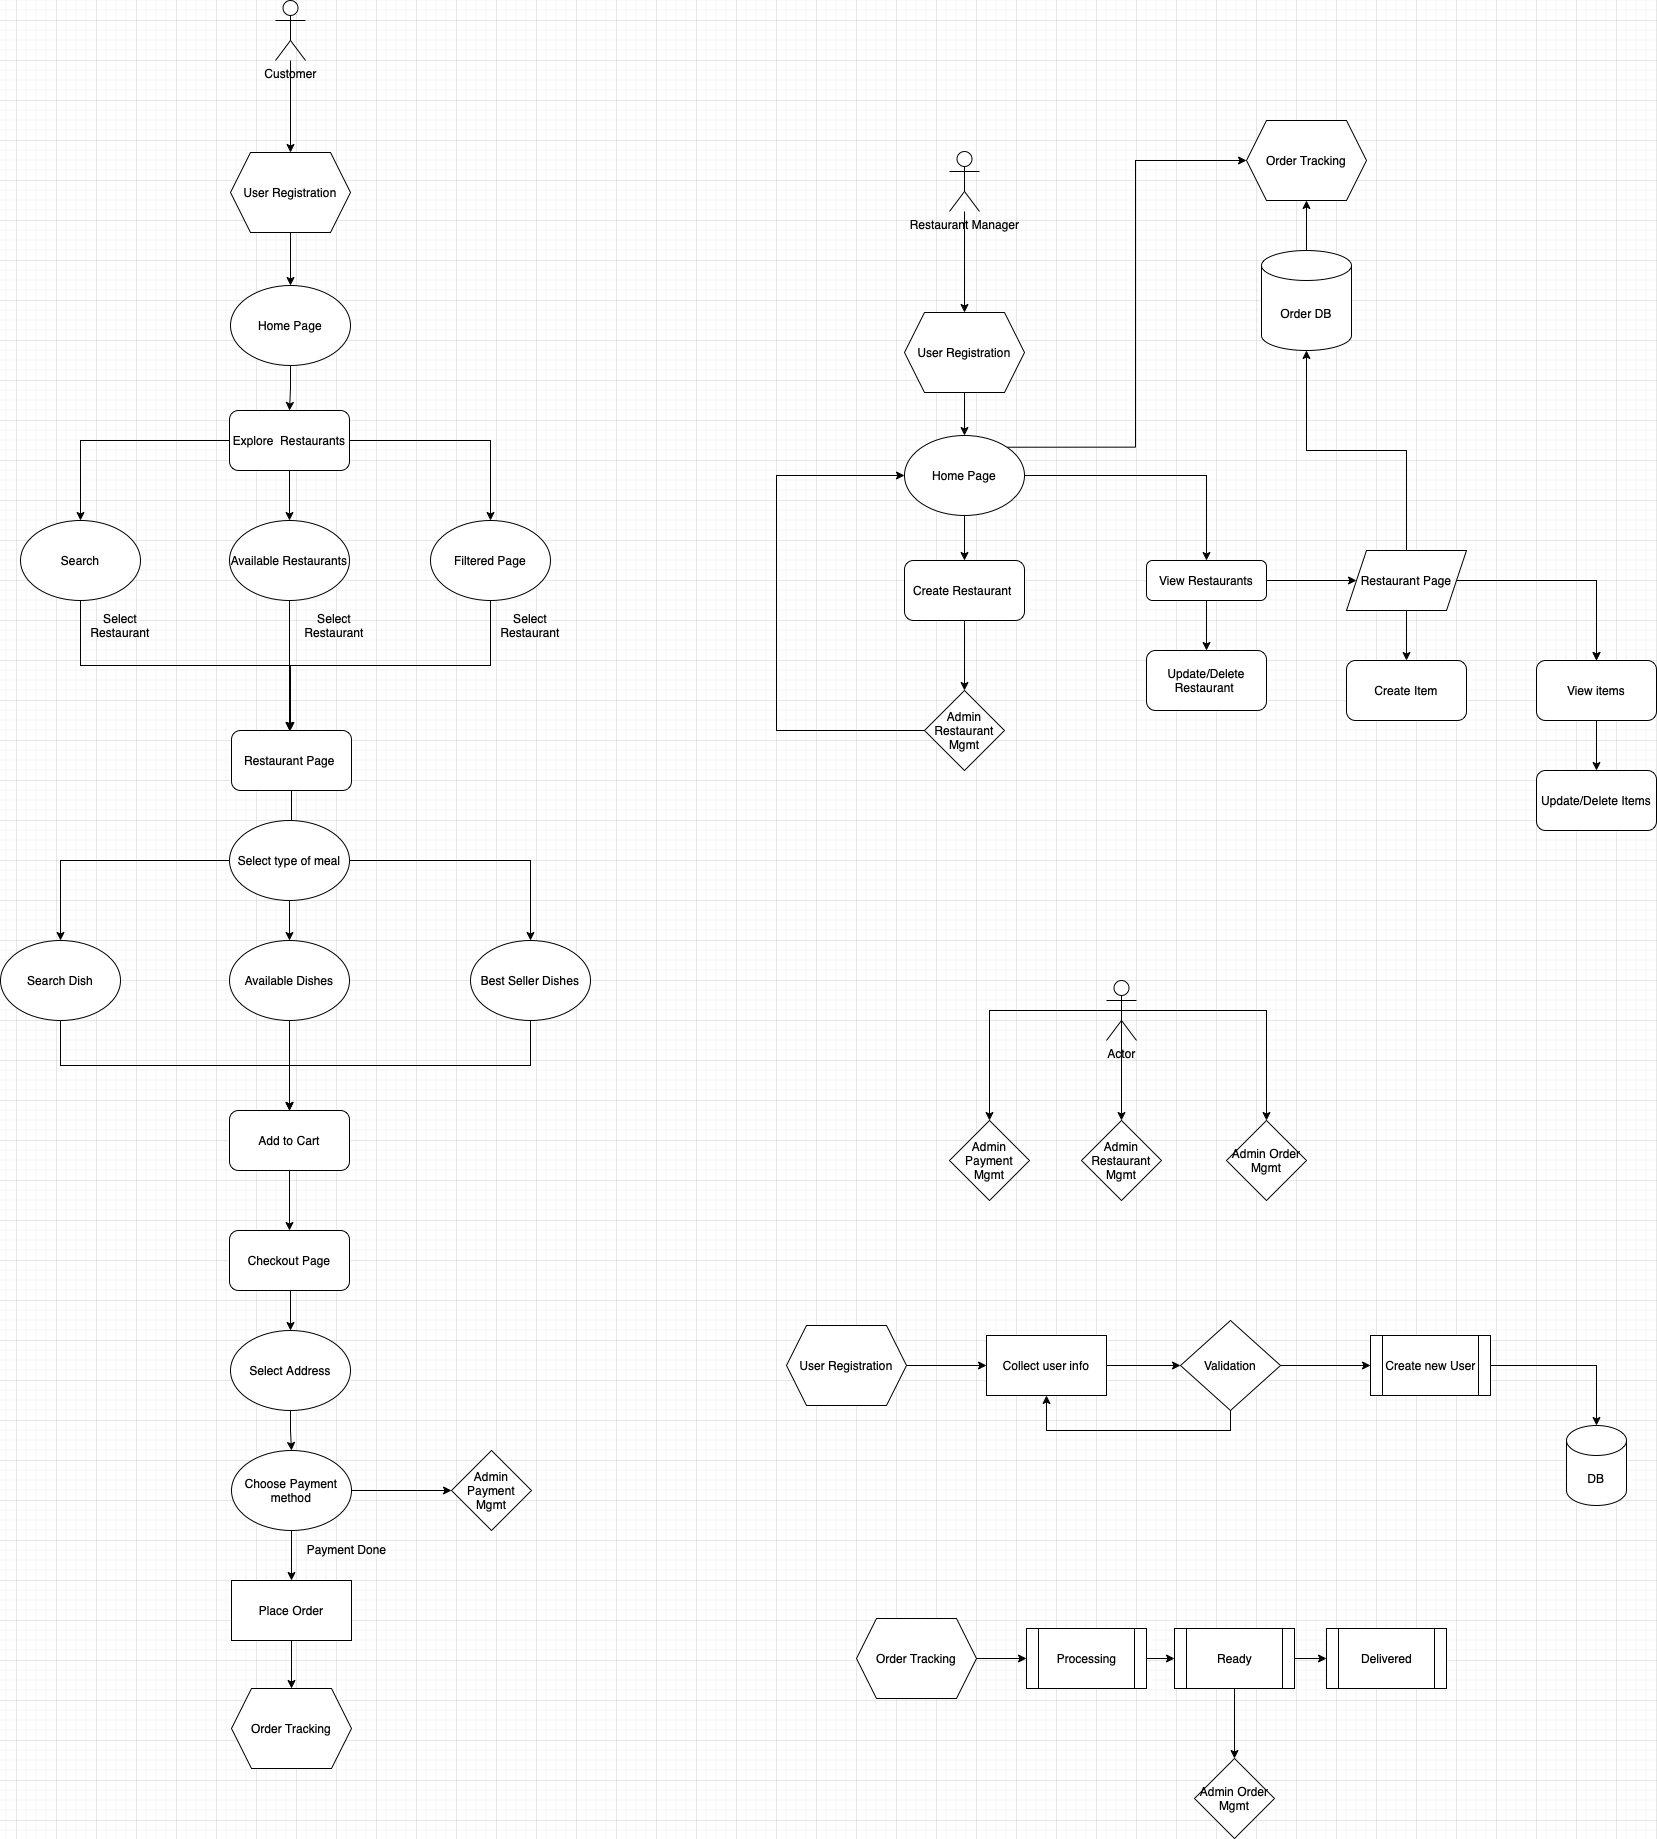 Customer
User Registration
Home Page
Explore  Restaurants
Search
Available Restaurants
Filtered Page
Select
Restaurant
Select
Restaurant
Select
Restaurant
Restaurant Page
Select type of meal
Search Dish
Available Dishes
Best Seller Dishes
Add to Cart
Checkout Page
Select Address
Choose Payment
method
Admin
Payment
Mgmt
Payment Done
Place Order
Order Tracking
Restaurant Manager
User Registration
Home Page
Create Restaurant
Admin
Restaurant
Mgmt
Order Tracking
Order DB
View Restaurants
Restaurant Page
Update/Delete
Restaurant
Create Item
View items
Update/Delete Items
Actor
Admin
Payment
Mgmt
Admin
Restaurant
Mgmt
Admin Order
Mgmt
User Registration
Collect user info
Validation
Create new User
DB
Order Tracking
Processing
Ready
Delivered
Admin Order
Mgmt